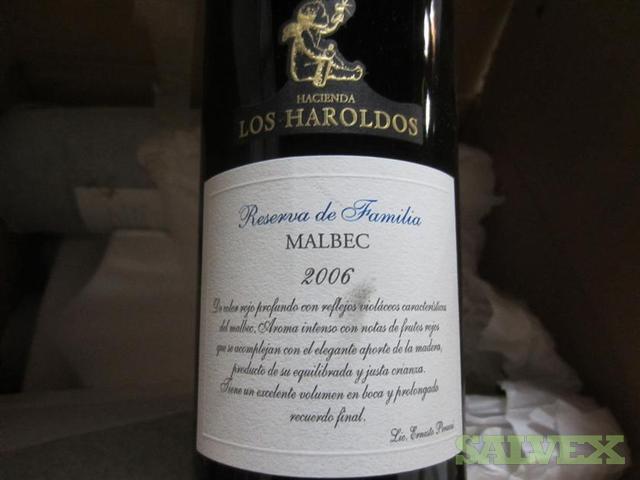 HACIENDA
LOS HAROLDOS
Reserva de Familia
MALBEC
2006
De color rojo profundo con reflejos violáceos característicos
del malbec. Aroma intenso con notas de frutos rojos
que se acomplejan con el elegante aporte de la madera,
producto de su equilibrada y justa crianza.
Tiene un excelente volumen en boca y prolongado
recuerdo final.
Lic. Ernesto
SALVEX